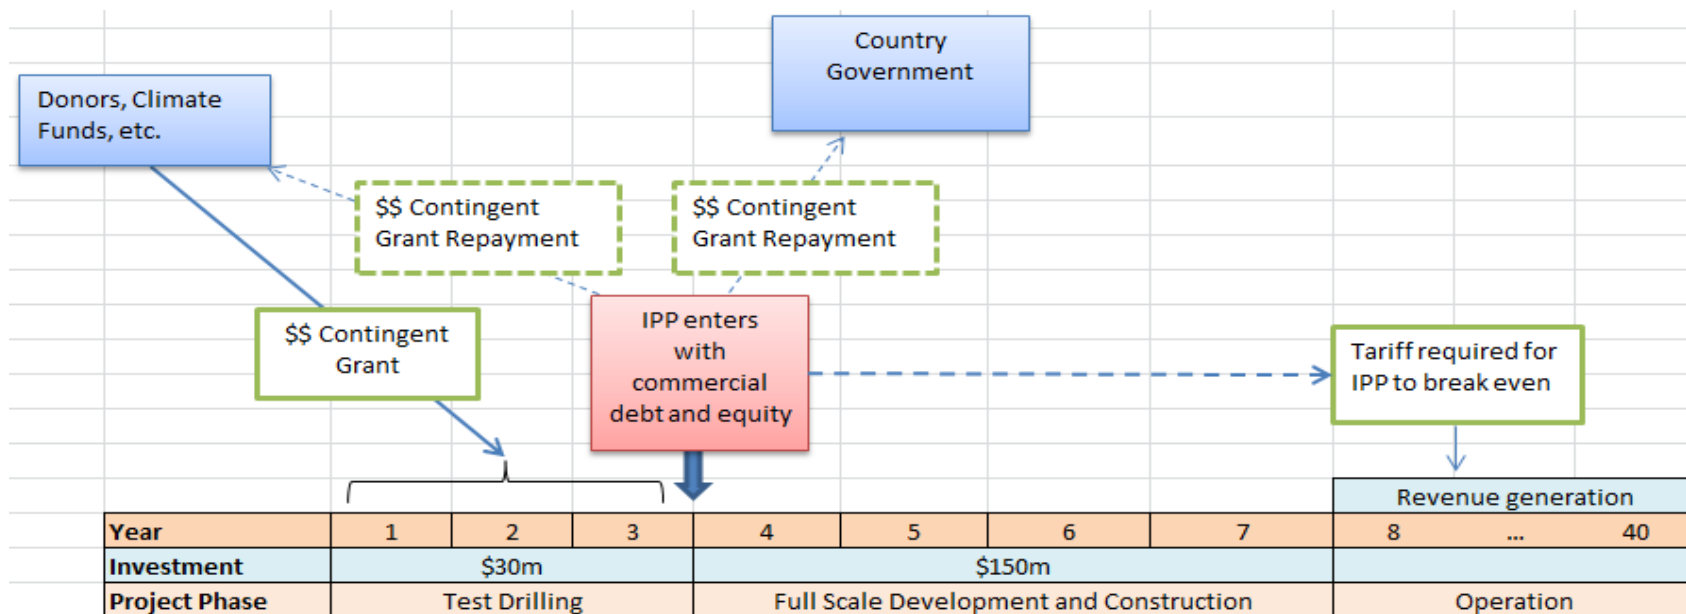 Country
Government
Donors, Climate
Funds, etc.
$$ Contingent
Grant Repayment
$$ Contingent
Grant Repayment
$$ Contingent
Grant
IPP enters
with
commercial
debt and equity
Tariff required for
IPP to break even
Revenue generation
Year 1 2 3 4 5 6 7 8 ... 40
Investment $30m $150m
Project Phase Test Drilling Full Scale Development and Construction Operation